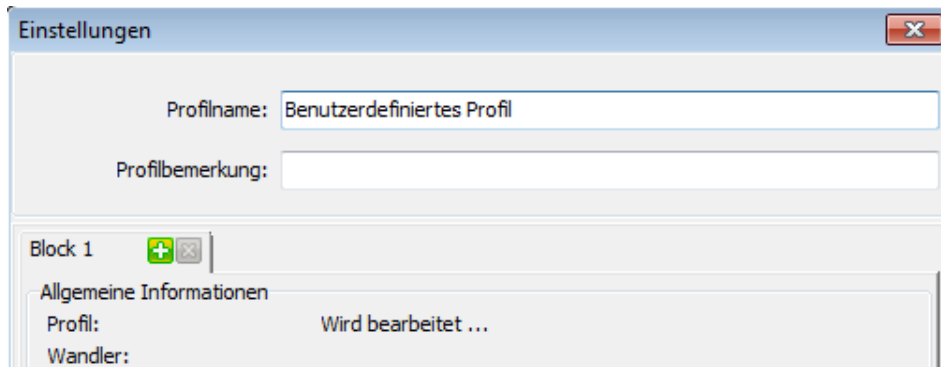 Einstellungen
Profilname: Benutzerdefiniertes Profil
Profilbemerkung:
Block 1
Allgemeine Informationen
Profil: Wird bearbeitet ...
Wandler: